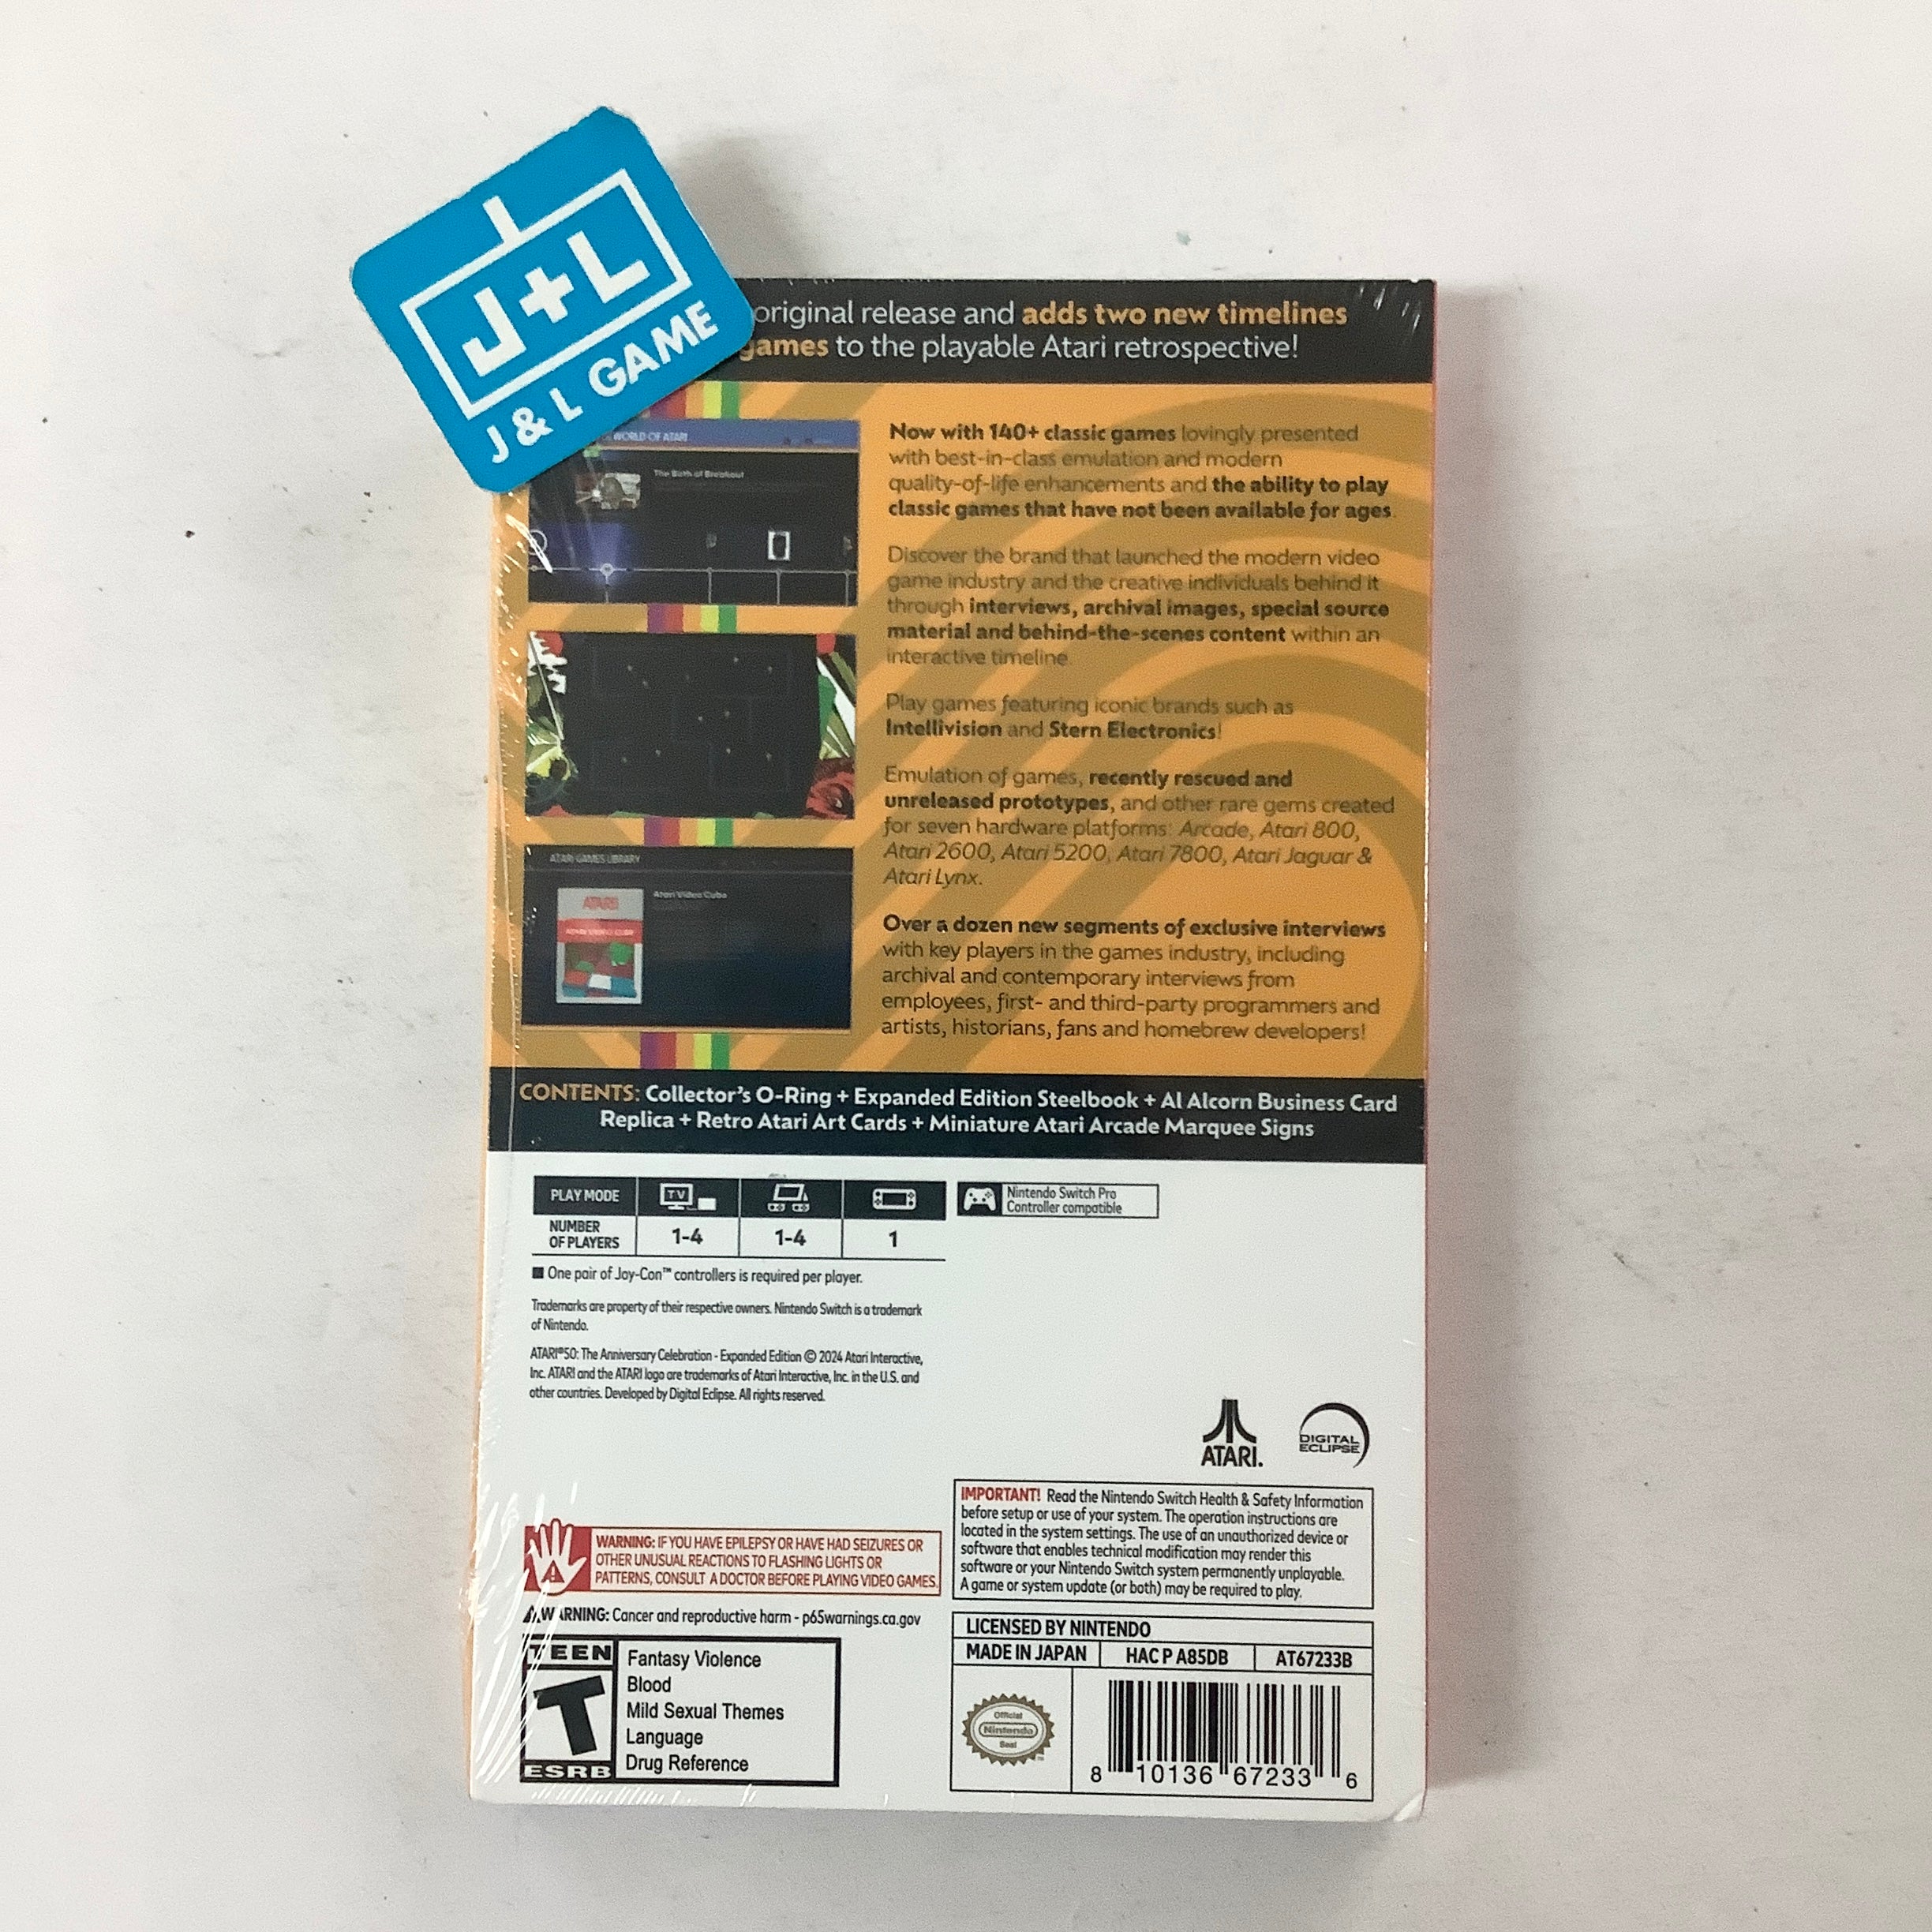 J+L
J & L GAME
original release and adds two new timelines
games to the playable Atari retrospective!
WORLD OF ATARI
The Birth of Breakout
Now with 140+ classic games lovingly presented
with best-in-class emulation and modern
quality-of-life enhancements and the ability to play
classic games that have not been available for ages.
Discover the brand that launched the modern video
game industry and the creative individuals behind it
through interviews, archival images, special source
material and behind-the-scenes content within an
interactive timeline.
Play games featuring iconic brands such as
Intellivision and Stern Electronics!
Emulation of games, recently rescued and
unreleased prototypes, and other rare gems created
for seven hardware platforms: Arcade, Atari 800,
Atari 2600, Atari 5200, Atari 7800, Atari Jaguar &
Atari Lynx.
ATARI GAMES LIBRARY
Atari Video Cube
ATARI
ATARI VIDEO CUBE
Over a dozen new segments of exclusive interviews
with key players in the games industry, including
archival and contemporary interviews from
employees, first- and third-party programmers and
artists, historians, fans and homebrew developers!
CONTENTS: Collector's O-Ring + Expanded Edition Steelbook + Al Alcorn Business Card
Replica + Retro Atari Art Cards + Miniature Atari Arcade Marquee Signs
PLAY MODE
TV
NUMBER
OF PLAYERS
1-4
1-4
1
Nintendo Switch Pro
Controller compatible
■ One pair of Joy-Con™ controllers is required per player.
Trademarks are property of their respective owners. Nintendo Switch is a trademark
of Nintendo.
ATARI®50: The Anniversary Celebration - Expanded Edition © 2024 Atari Interactive,
Inc. ATARI and the ATARI logo are trademarks of Atari Interactive, Inc. in the U.S. and
other countries. Developed by Digital Eclipse. All rights reserved.
ATARI.
DIGITAL
ECLIPSE
WARNING: IF YOU HAVE EPILEPSY OR HAVE HAD SEIZURES OR
OTHER UNUSUAL REACTIONS TO FLASHING LIGHTS OR
PATTERNS, CONSULT A DOCTOR BEFORE PLAYING VIDEO GAMES.
WARNING: Cancer and reproductive harm - p65warnings.ca.gov
IMPORTANT! Read the Nintendo Switch Health & Safety Information
before setup or use of your system. The operation instructions are
located in the system settings. The use of an unauthorized device or
software that enables technical modification may render this
software or your Nintendo Switch system permanently unplayable.
A game or system update (or both) may be required to play.
TEEN
T
ESRB
Fantasy Violence
Blood
Mild Sexual Themes
Language
Drug Reference
LICENSED BY NINTENDO
MADE IN JAPAN
HAC P A85DB
AT67233B
Official
Nintendo
Seal
8 10136 67233 6